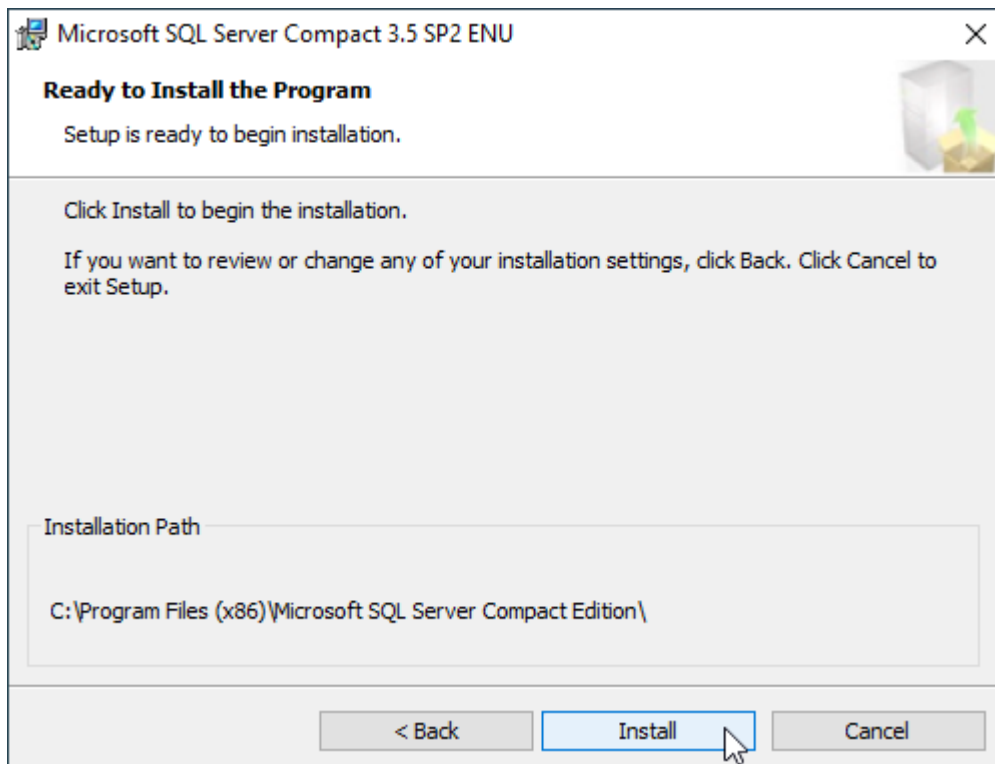 Microsoft SQL Server Compact 3.5 SP2 ENU
Ready to Install the Program
Setup is ready to begin installation.
Click Install to begin the installation.
If you want to review or change any of your installation settings, click Back. Click Cancel to
exit Setup.
Installation Path
C:\Program Files (x86)\Microsoft SQL Server Compact Edition\
< Back
Install
Cancel